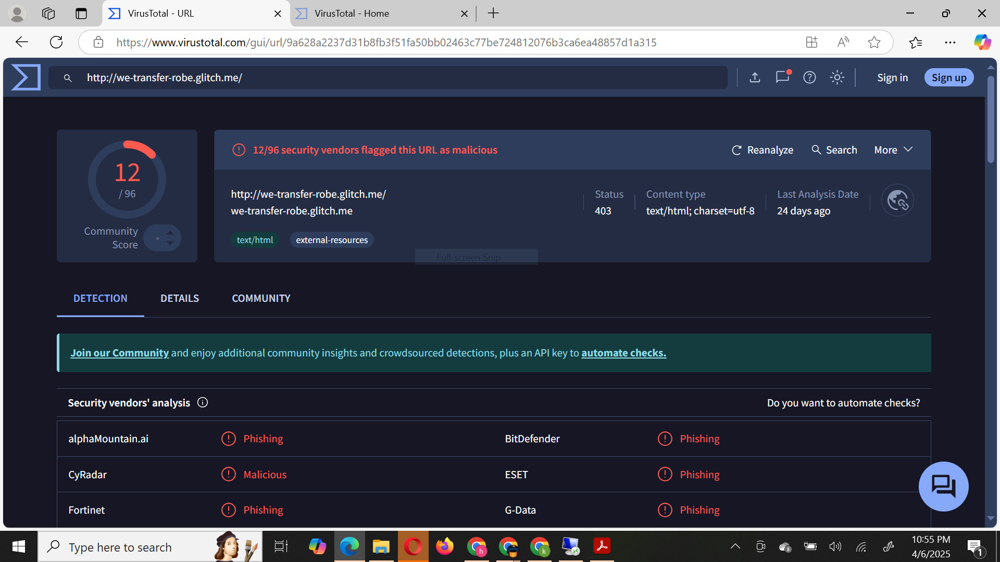 VirusTotal - URL
VirusTotal - Home
https://www.virustotal.com/gui/url/9a628a2237d31b8fb3f51fa50bb02463c77be724812076b3ca6ea48857d1a315
http://we-transfer-robe.glitch.me/
Sign in
Sign up
12
/ 96
Community
Score
12/96 security vendors flagged this URL as malicious
Reanalyze
Search
More
http://we-transfer-robe.glitch.me/
we-transfer-robe.glitch.me
Status
403
Content type
text/html; charset=utf-8
Last Analysis Date
24 days ago
text/html
external-resources
Full-screen Snip
DETECTION
DETAILS
COMMUNITY
Join our Community and enjoy additional community insights and crowdsourced detections, plus an API key to automate checks.
Security vendors' analysis
Do you want to automate checks?
alphaMountain.ai
Phishing
BitDefender
Phishing
CyRadar
Malicious
ESET
Phishing
Fortinet
Phishing
G-Data
Phishing
Type here to search
h
k
10:55 PM
4/6/2025
1